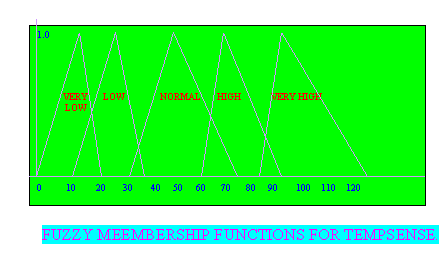 1.0
VERY LOW NORMAL HIGH VERY HIGH
LOW
0 10 20 30 40 50 60 70 80 90 100 110 120
FUZZY MEEMBERSHIP FUNCTIONS FOR TEMPSENSE.